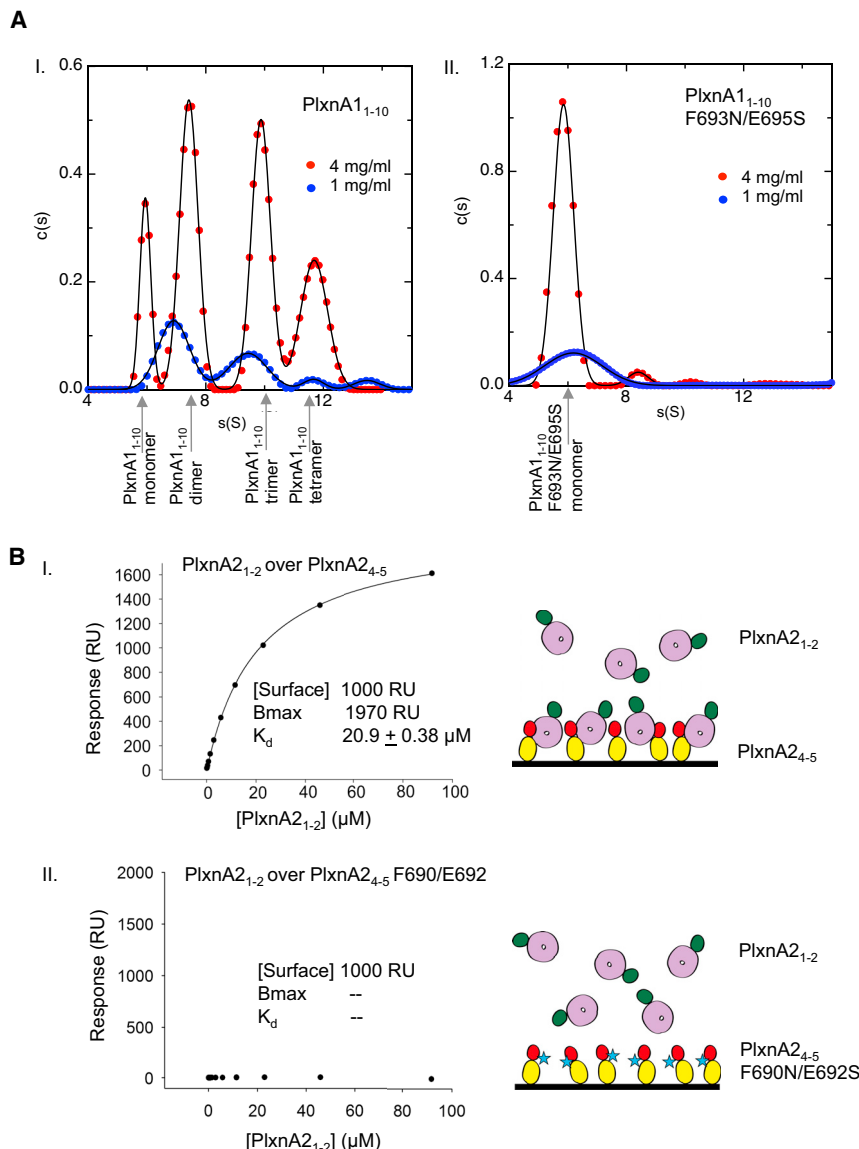 A
I.
0.6
0.4
0.2
0.0
c(s)
PlxnA1₁₋₁₀
4 mg/ml
1 mg/ml
4
8
12
s(S)
PlxnA1₁₋₁₀
monomer
PlxnA1₁₋₁₀
dimer
PlxnA1₁₋₁₀
trimer
PlxnA1₁₋₁₀
tetramer
II.
1.2
0.8
0.4
0.0
c(s)
PlxnA1₁₋₁₀
F693N/E695S
4 mg/ml
1 mg/ml
4
8
12
s(S)
PlxnA1₁₋₁₀
F693N/E695S
monomer
B
I.
PlxnA2₁₋₂ over PlxnA2₄₋₅
1600
1400
1200
1000
800
600
400
200
0
Response (RU)
[Surface] 1000 RU
Bmax 1970 RU
K_d 20.9 ± 0.38 µM
0 20 40 60 80 100
[PlxnA2₁₋₂] (µM)
PlxnA2₁₋₂
PlxnA2₄₋₅
II.
PlxnA2₁₋₂ over PlxnA2₄₋₅ F690/E692
2000
1500
1000
500
0
Response (RU)
[Surface] 1000 RU
Bmax --
K_d --
0 20 40 60 80 100
[PlxnA2₁₋₂] (µM)
PlxnA2₁₋₂
PlxnA2₄₋₅
F690N/E692S